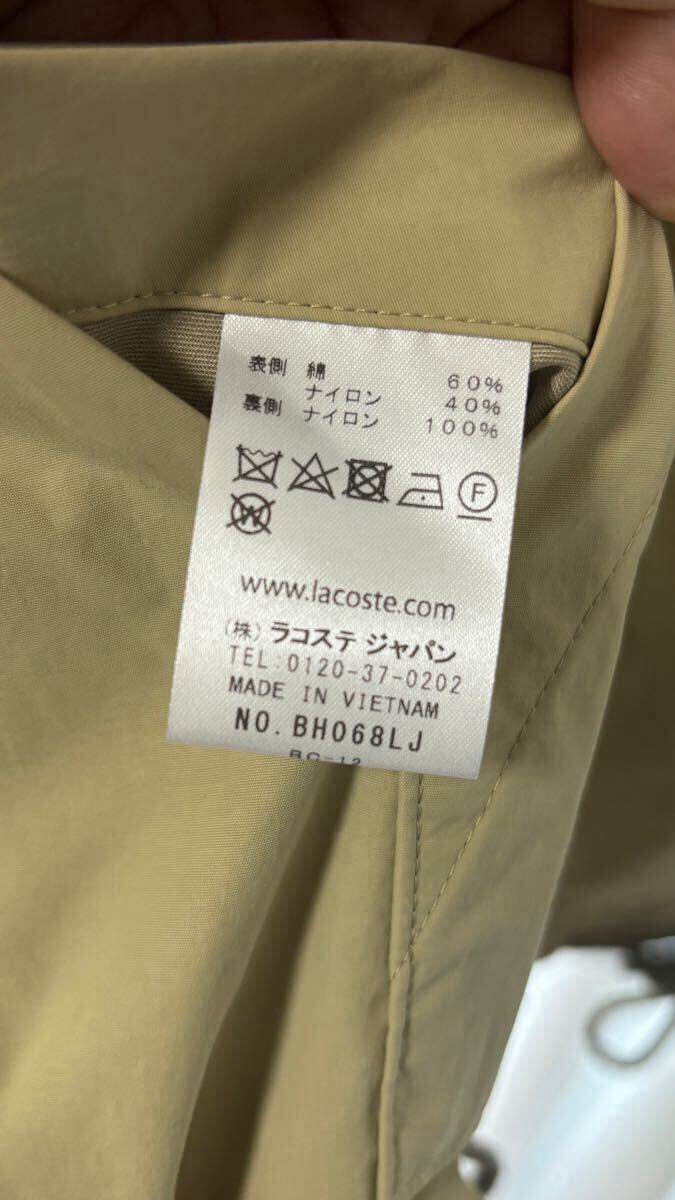 表側 綿 60%
ナイロン 40%
裏側 ナイロン 100%
F
W
www.lacoste.com
(株) ラコステ ジャパン
TEL:0120-37-0202
MADE IN VIETNAM
NO. BH068LJ